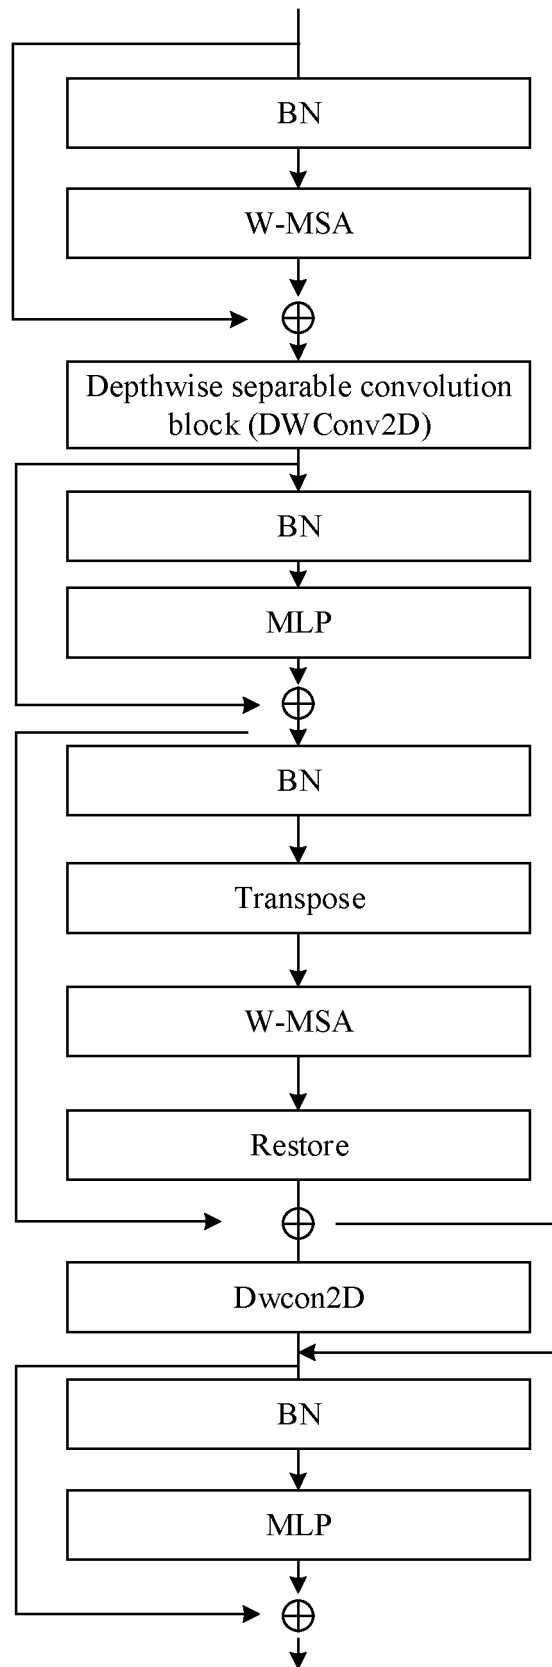 BN
W-MSA
Depthwise separable convolution
block (DWConv2D)
BN
MLP
BN
Transpose
W-MSA
Restore
Dwcon2D
BN
MLP